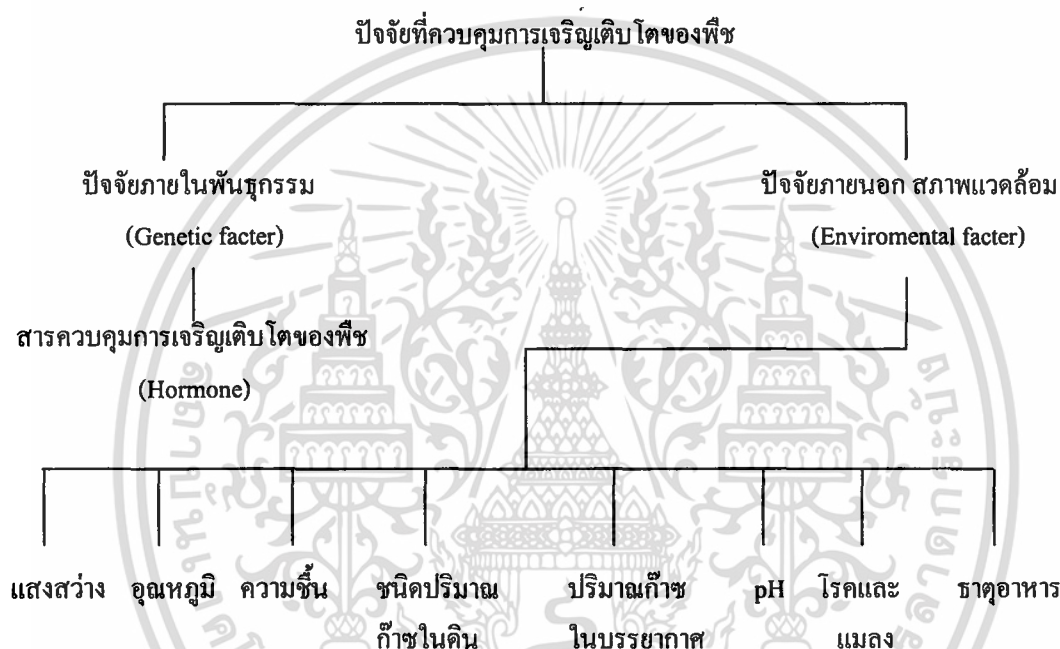 ปัจจัยที่ควบคุมการเจริญเติบโตของพืช
ปัจจัยภายในพันธุกรรม
(Genetic facter)
ปัจจัยภายนอก สภาพแวดล้อม
(Enviromental facter)
สารควบคุมการเจริญเติบโตของพืช
(Hormone)
แสงสว่าง
อุณหภูมิ
ความชื้น
ชนิดปริมาณ
ก๊าซในดิน
ปริมาณก๊าซ
ในบรรยากาศ
pH
โรคและ
แมลง
ธาตุอาหาร